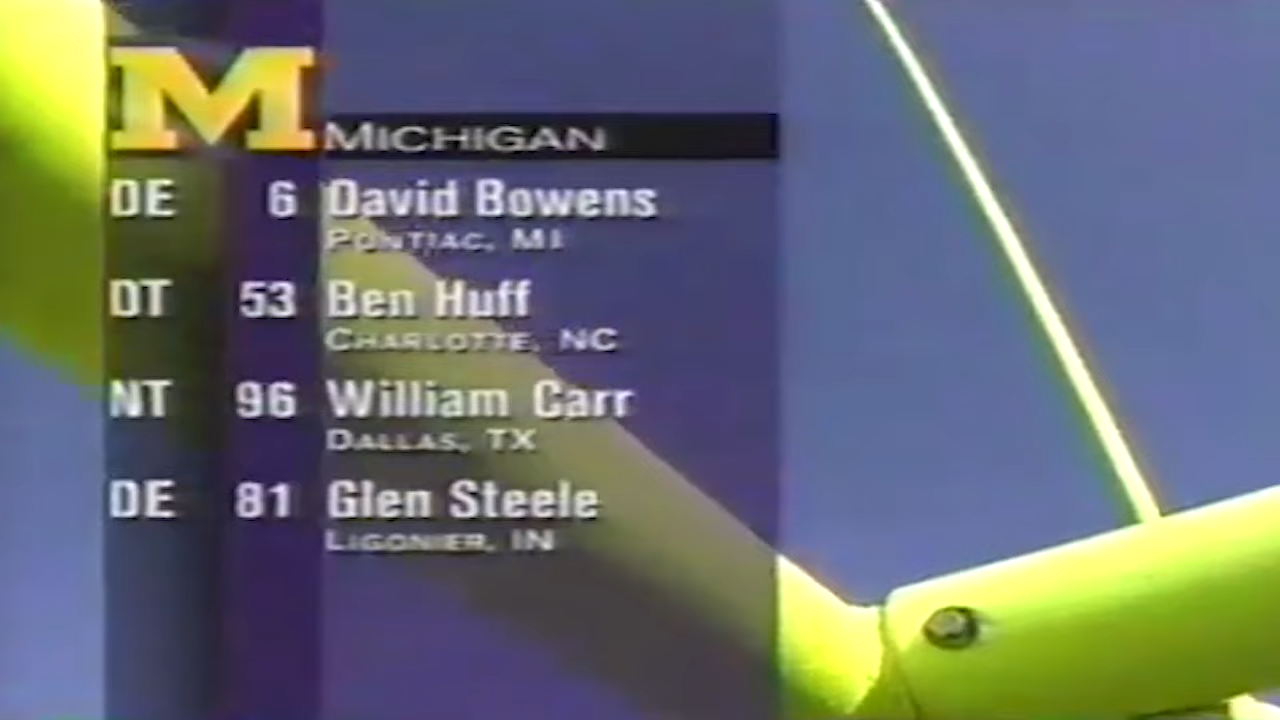 M
MICHIGAN
DE 6 David Bowens
PONTIAC, MI
DT 53 Ben Huff
CHARLOTTE, NC
NT 96 William Carr
DALLAS, TX
DE 81 Glen Steele
LIGONIER, IN